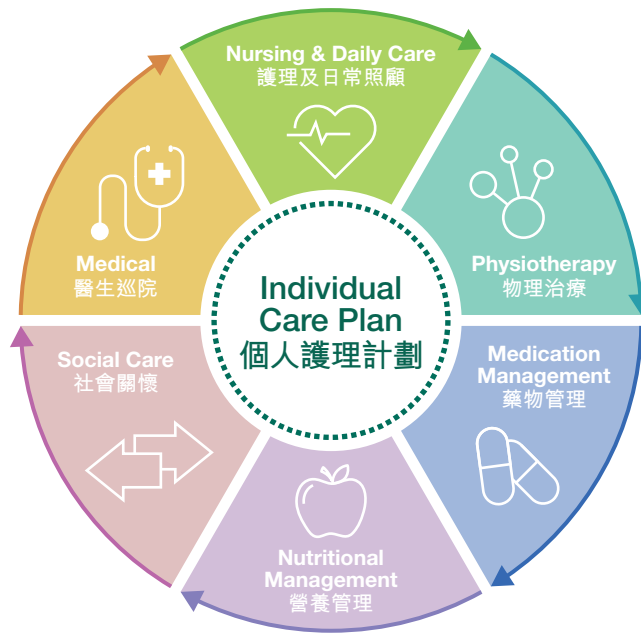 Nursing & Daily Care
護理及日常照顧
Physiotherapy
物理治療
Medication
Management
藥物管理
Nutritional
Management
營養管理
Social Care
社會關懷
Medical
醫生巡院
Individual
Care Plan
個人護理計劃